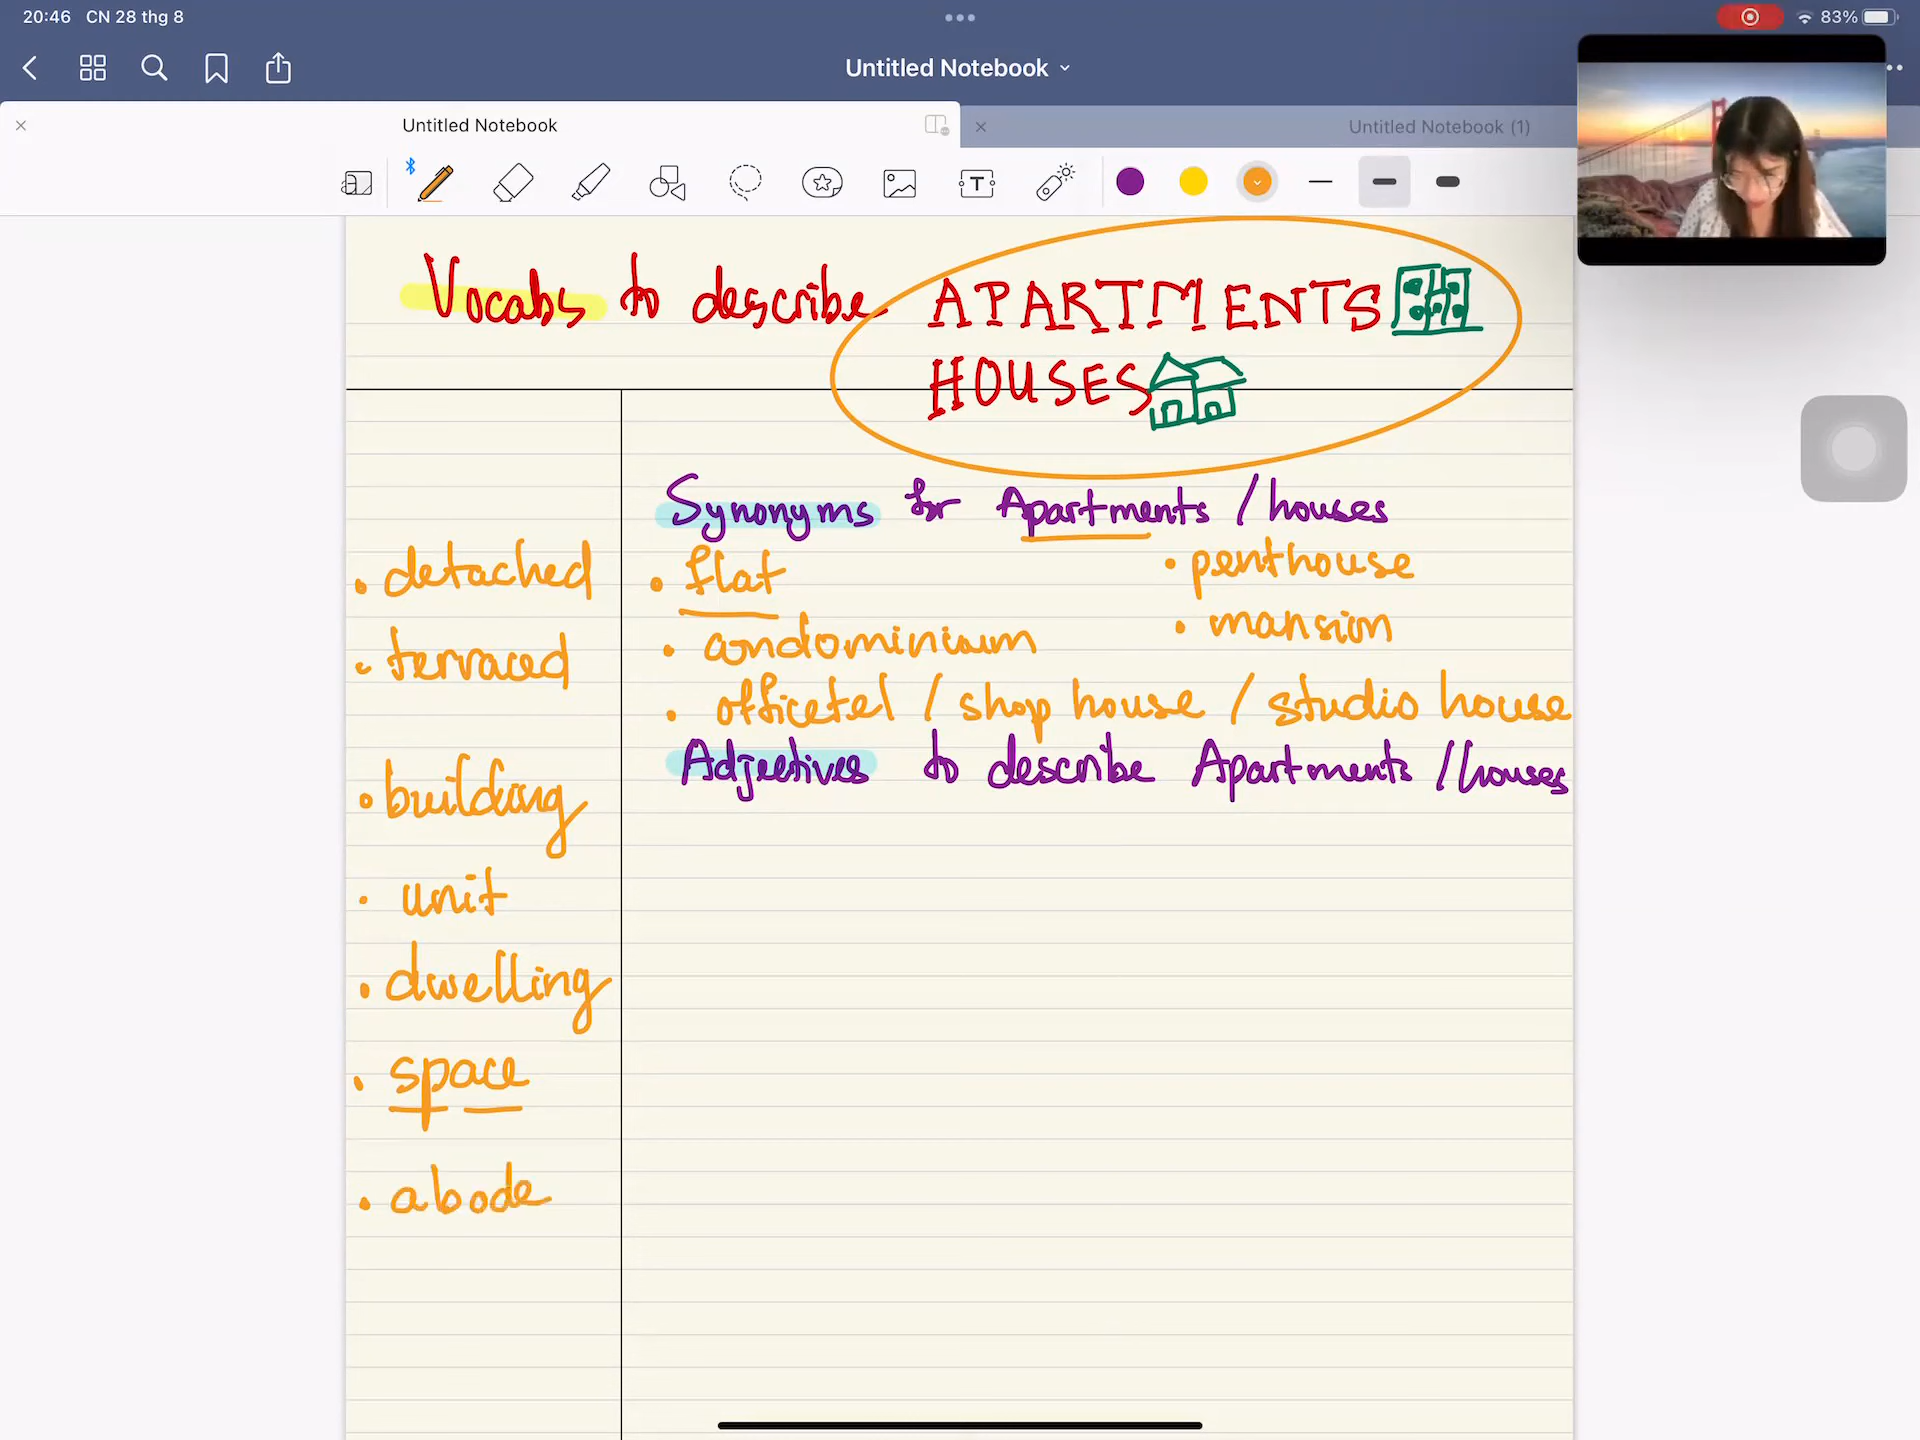 20:46 CN 28 thg 8
83%
Untitled Notebook
Untitled Notebook
Untitled Notebook (1)
Vocabs to describe APARTMENTS
HOUSES
Synonyms for Apartments / houses
• detached
• flat
• penthouse
• terraced
• condominium
• mansion
• officetel / shop house / studio house
Adjectives to describe Apartments / houses
• building
• unit
• dwelling
• space
• abode